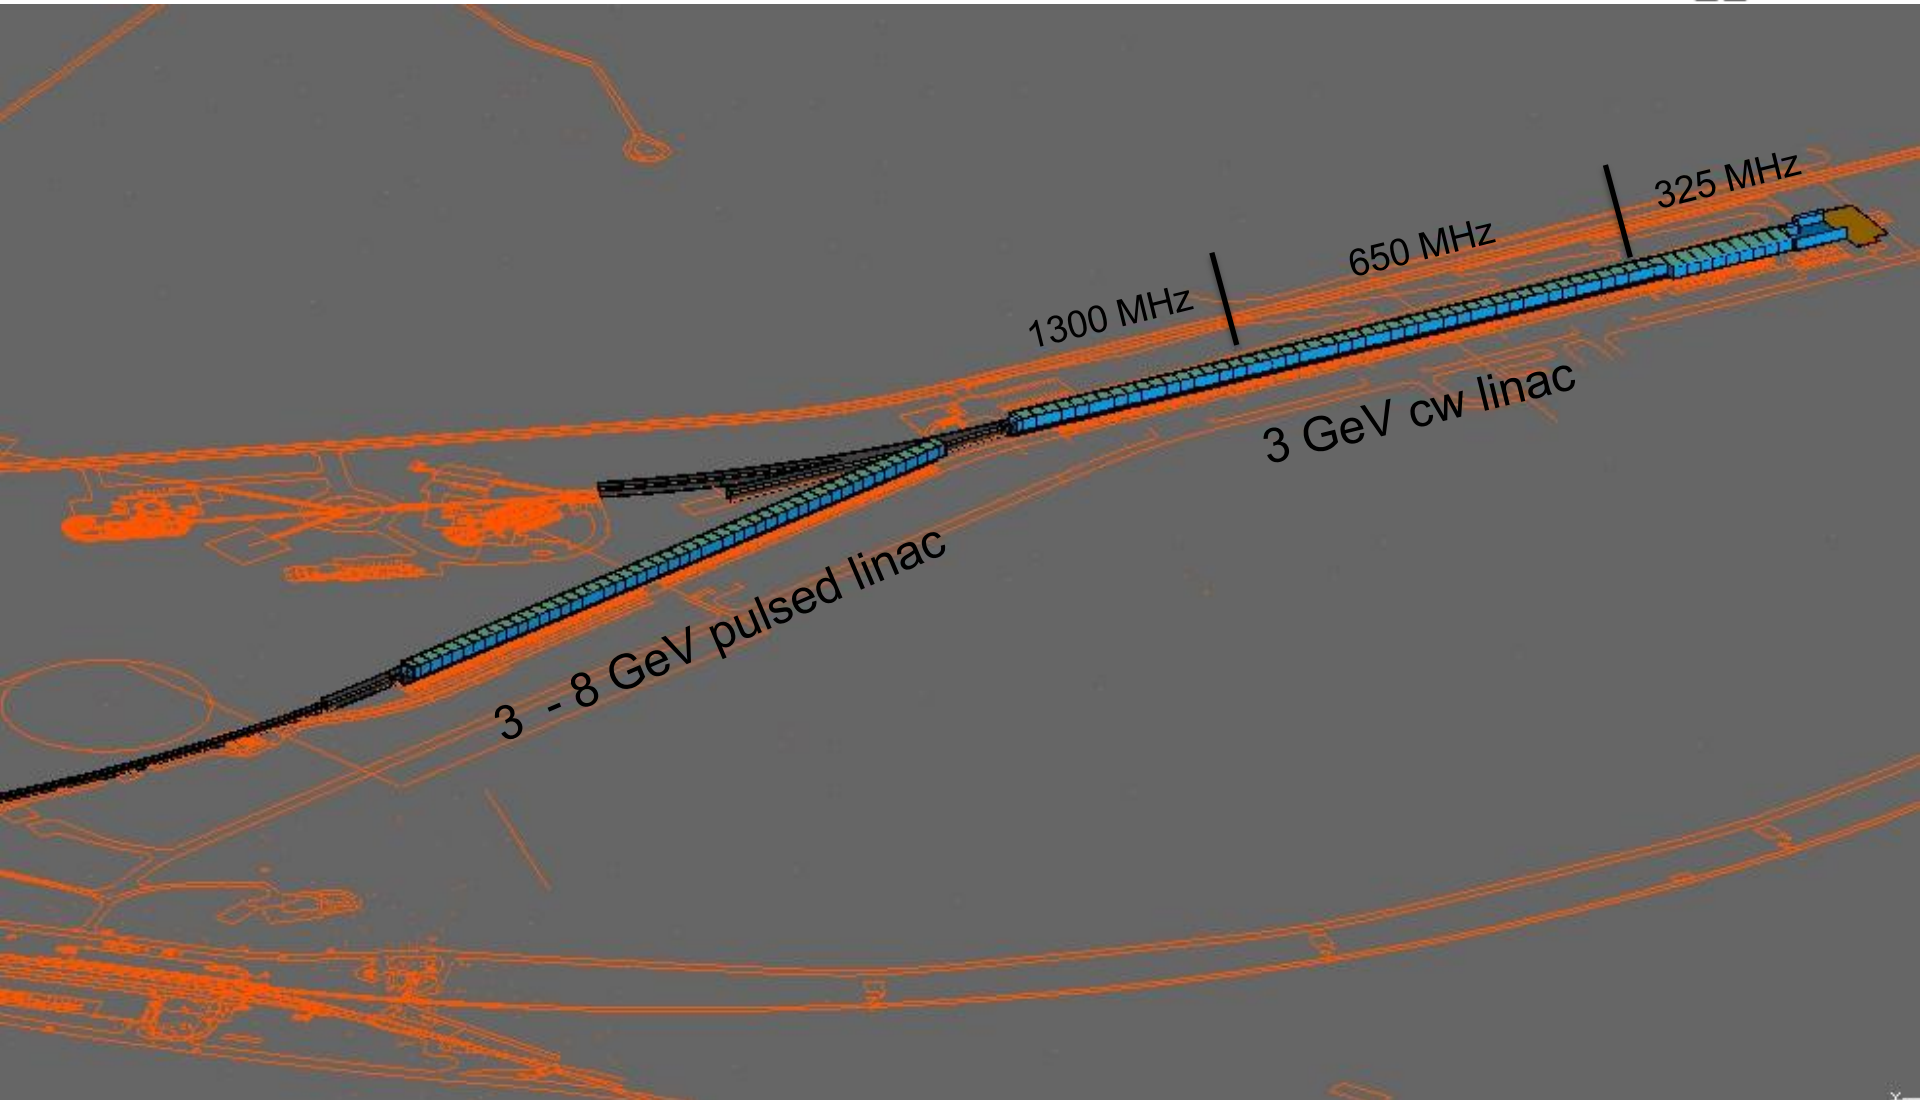 325 MHz
650 MHz
1300 MHz
3 GeV cw linac
3 - 8 GeV pulsed linac